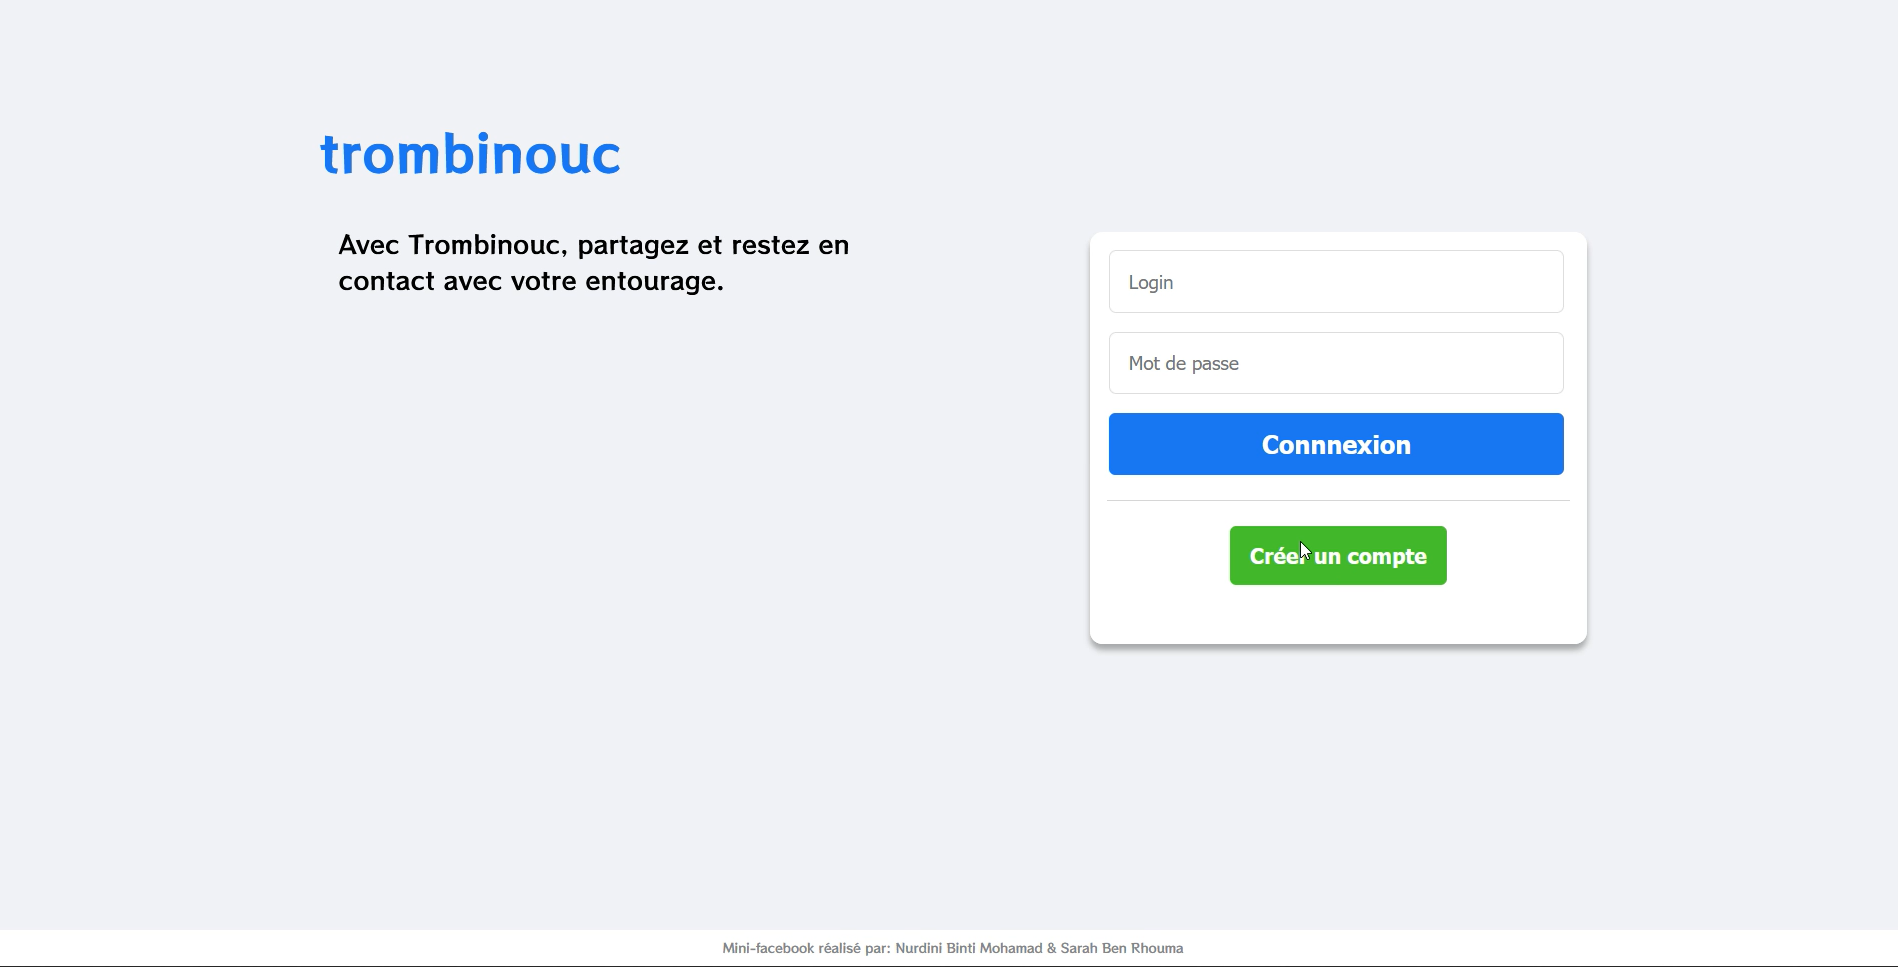 trombinouc
Avec Trombinouc, partagez et restez en
contact avec votre entourage.
Login
Mot de passe
Connnexion
Créer un compte
Mini-facebook réalisé par: Nurdini Binti Mohamad & Sarah Ben Rhouma